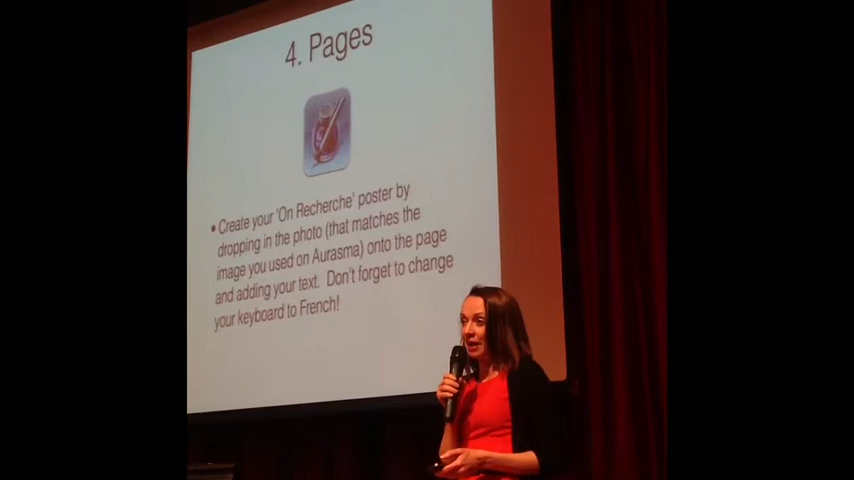 4. Pages
• Create your 'On Recherche' poster by
dropping in the photo (that matches the
image you used on Aurasma) onto the page
and adding your text. Don't forget to change
your keyboard to French!